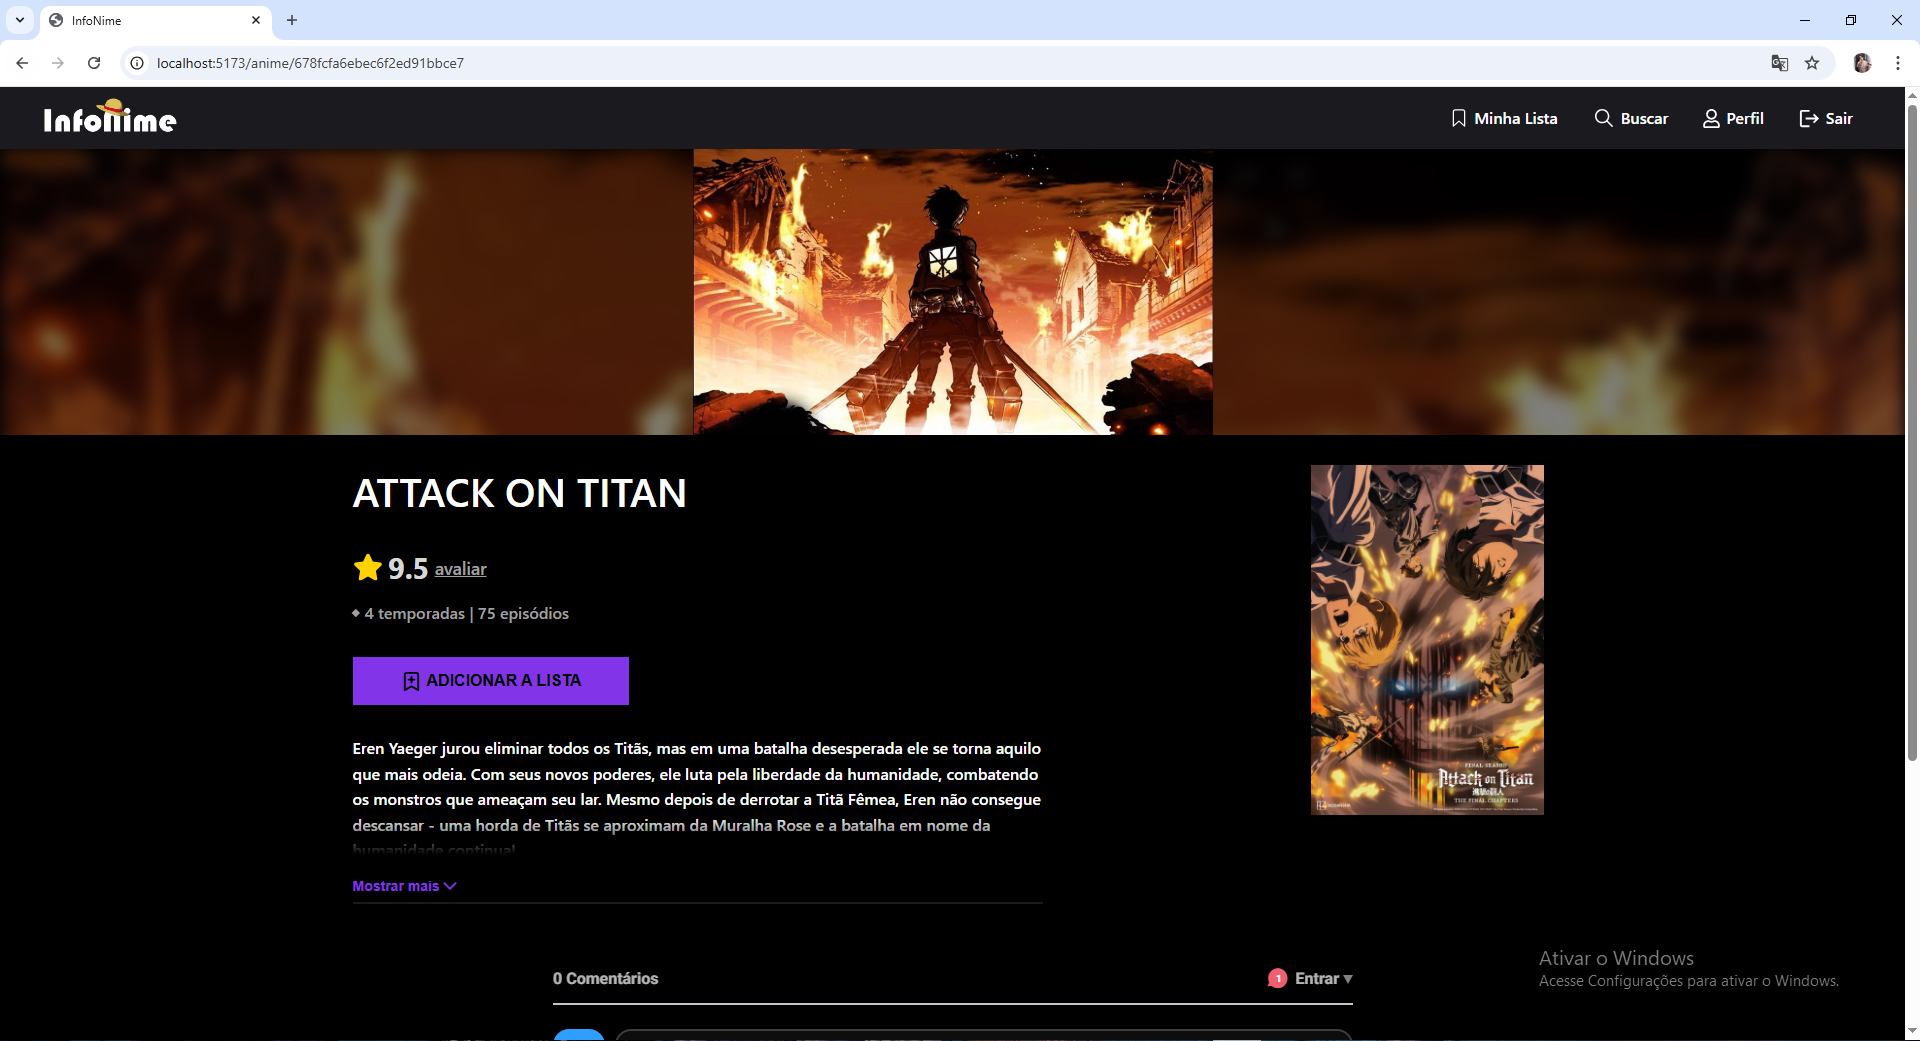 InfoNime
localhost:5173/anime/678fcfa6ebec6f2ed91bbce7
InfoNime
Minha Lista
Buscar
Perfil
Sair
ATTACK ON TITAN
9.5 avaliar
4 temporadas | 75 episódios
ADICIONAR A LISTA
Eren Yaeger jurou eliminar todos os Titãs, mas em uma batalha desesperada ele se torna aquilo
que mais odeia. Com seus novos poderes, ele luta pela liberdade da humanidade, combatendo
os monstros que ameaçam seu lar. Mesmo depois de derrotar a Titã Fêmea, Eren não consegue
descansar - uma horda de Titãs se aproximam da Muralha Rose e a batalha em nome da
humanidade continua!
Mostrar mais
FINAL SEASON
Attack on Titan
進撃の巨人
THE FINAL CHAPTERS
0 Comentários
1 Entrar
Ativar o Windows
Acesse Configurações para ativar o Windows.